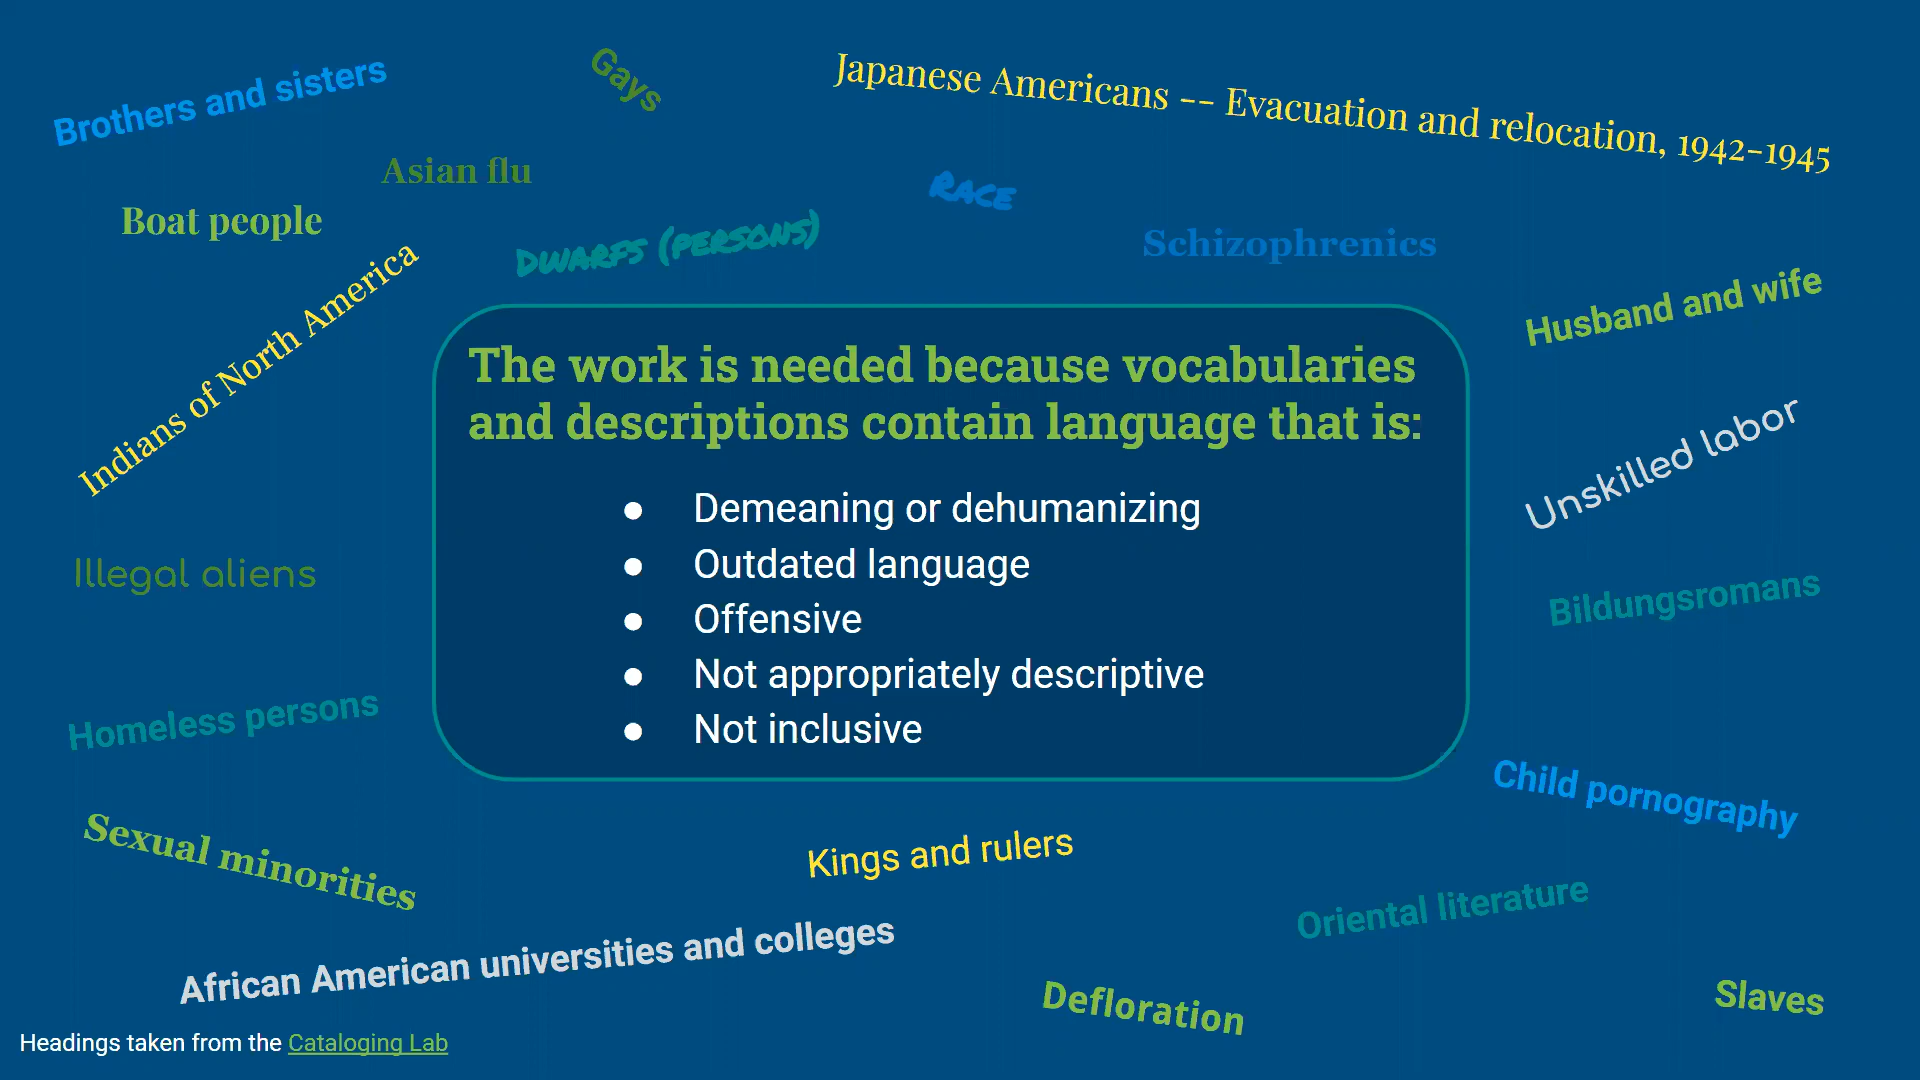 Brothers and sisters
Gays
Japanese Americans -- Evacuation and relocation, 1942-1945
Asian flu
Race
Boat people
Dwarfs (persons)
Schizophrenics
Indians of North America
Husband and wife
The work is needed because vocabularies
and descriptions contain language that is:
Unskilled labor
● Demeaning or dehumanizing
● Outdated language
● Offensive
● Not appropriately descriptive
● Not inclusive
Illegal aliens
Bildungsromans
Homeless persons
Child pornography
Sexual minorities
Kings and rulers
Oriental literature
African American universities and colleges
Defloration
Slaves
Headings taken from the Cataloging Lab